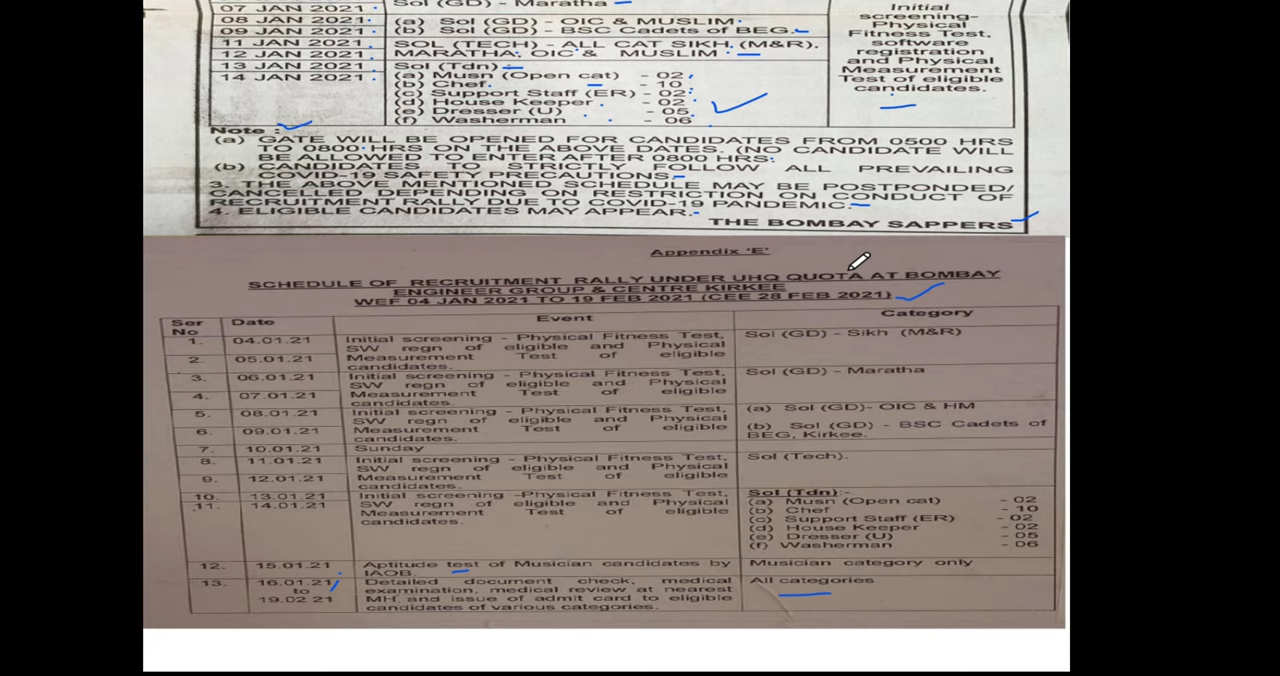 07 JAN 2021 Sol (GD) - Maratha
08 JAN 2021 (a) Sol (GD) - OIC & MUSLIM
09 JAN 2021 (b) Sol (GD) - BSC Cadets of BEG.
11 JAN 2021 SOL (TECH) - ALL CAT SIKH (M&R).
12 JAN 2021 MARATHA, OIC & MUSLIM
13 JAN 2021 Sol (Tdn)
14 JAN 2021 (a) Musn (Open cat) - 02
(b) Chef - 10
(c) Support Staff (ER) - 02
(d) House Keeper - 02
(e) Dresser (U) - 05
(f) Washerman - 06
Initial
screening-
Physical
Fitness Test,
software
registration
and Physical
Measurement
Test of eligible
candidates.
Note :
(a) GATE WILL BE OPENED FOR CANDIDATES FROM 0500 HRS
TO 0800 HRS ON THE ABOVE DATES. (NO CANDIDATE WILL
BE ALLOWED TO ENTER AFTER 0800 HRS.
(b) CANDIDATES TO STRICTLY FOLLOW ALL PREVAILING
COVID-19 SAFETY PRECAUTIONS.
3. THE ABOVE MENTIONED SCHEDULE MAY BE POSTPONDED/
CANCELLED DEPENDING ON RESTRICTION ON CONDUCT OF
RECRUITMENT RALLY DUE TO COVID-19 PANDEMIC.
4. ELIGIBLE CANDIDATES MAY APPEAR.
THE BOMBAY SAPPERS
Appendix 'E'
SCHEDULE OF RECRUITMENT RALLY UNDER UHQ QUOTA AT BOMBAY
ENGINEER GROUP & CENTRE KIRKEE
WEF 04 JAN 2021 TO 19 FEB 2021 (CEE 28 FEB 2021)
Ser No Date Event Category
1. 04.01.21 Initial screening - Physical Fitness Test, Sol (GD) - Sikh (M&R)
SW regn of eligible and Physical
2. 05.01.21 Measurement Test of eligible
candidates.
3. 06.01.21 Initial screening - Physical Fitness Test, Sol (GD) - Maratha
SW regn of eligible and Physical
4. 07.01.21 Measurement Test of eligible
candidates.
5. 08.01.21 Initial screening - Physical Fitness Test, (a) Sol (GD)- OIC & HM
SW regn of eligible and Physical
6. 09.01.21 Measurement Test of eligible (b) Sol (GD) - BSC Cadets of
candidates. BEG, Kirkee.
7. 10.01.21 Sunday
8. 11.01.21 Initial screening - Physical Fitness Test, Sol (Tech).
SW regn of eligible and Physical
9. 12.01.21 Measurement Test of eligible
candidates.
10. 13.01.21 Initial screening -Physical Fitness Test, Sol (Tdn):-
11. 14.01.21 SW regn of eligible and Physical (a) Musn (Open cat) - 02
Measurement Test of eligible (b) Chef - 10
candidates. (c) Support Staff (ER) - 02
(d) House Keeper - 02
(e) Dresser (U) - 05
(f) Washerman - 06
12. 15.01.21 Aptitude test of Musician candidates by Musician category only
IAOB.
13. 16.01.21 Detailed document check, medical All categories
to examination, medical review at nearest
19.02.21 MH and issue of admit card to eligible
candidates of various categories.